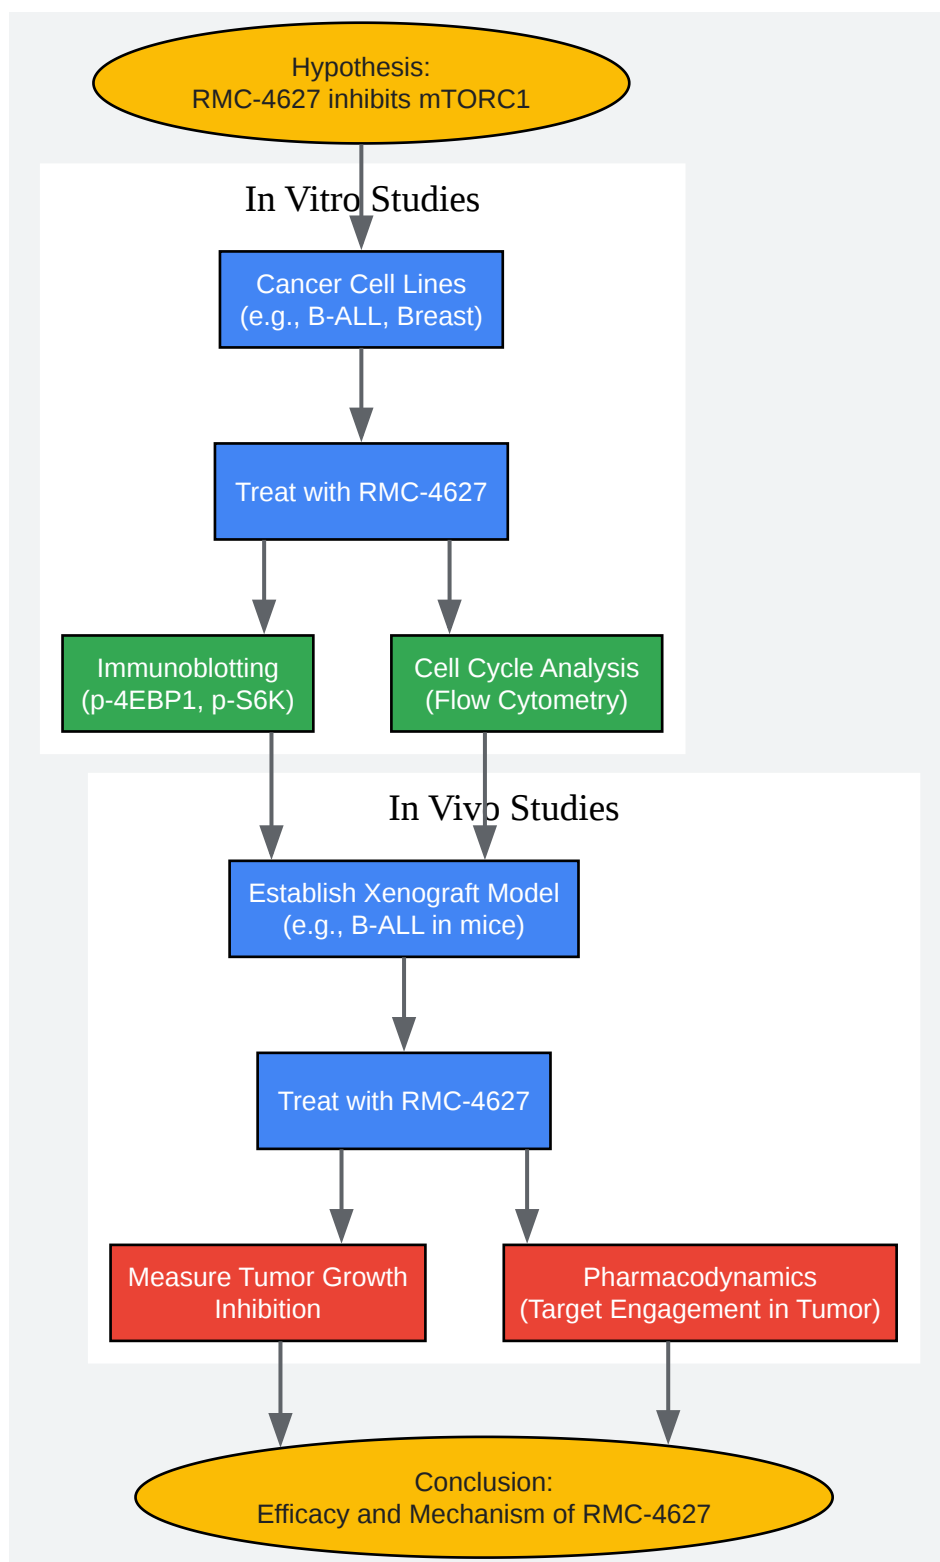 Hypothesis:
RMC-4627 inhibits mTORC1
In Vitro Studies
Cancer Cell Lines
(e.g., B-ALL, Breast)
Treat with RMC-4627
Immunoblotting
(p-4EBP1, p-S6K)
Cell Cycle Analysis
(Flow Cytometry)
In Vivo Studies
Establish Xenograft Model
(e.g., B-ALL in mice)
Treat with RMC-4627
Measure Tumor Growth
Inhibition
Pharmacodynamics
(Target Engagement in Tumor)
Conclusion:
Efficacy and Mechanism of RMC-4627